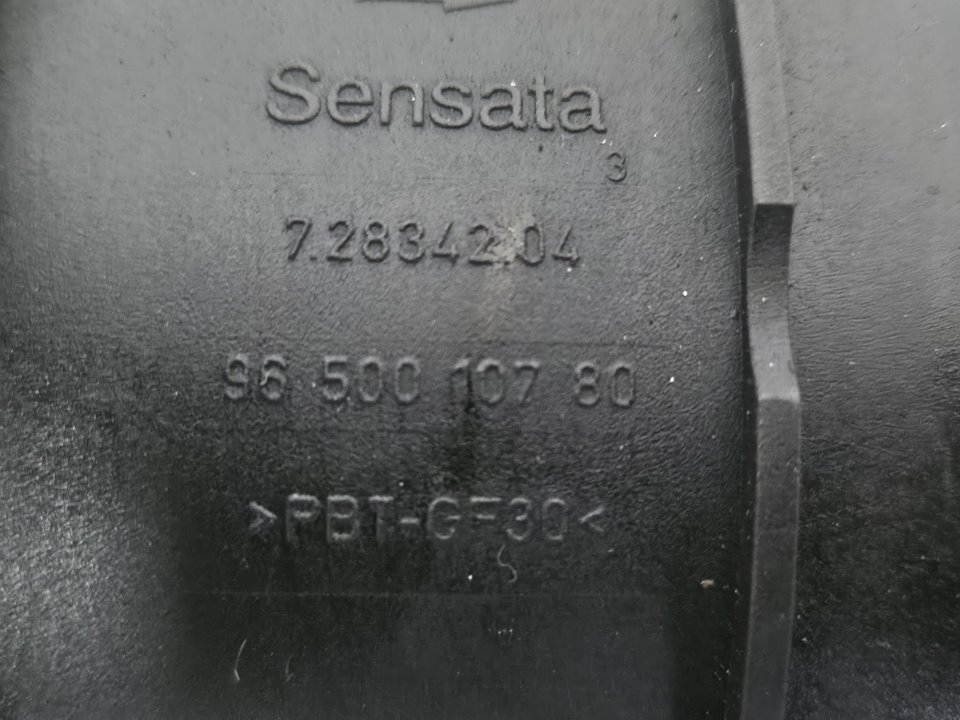 Sensata
3
7.28342.04
96 500 107 80
>PBT-GF30<